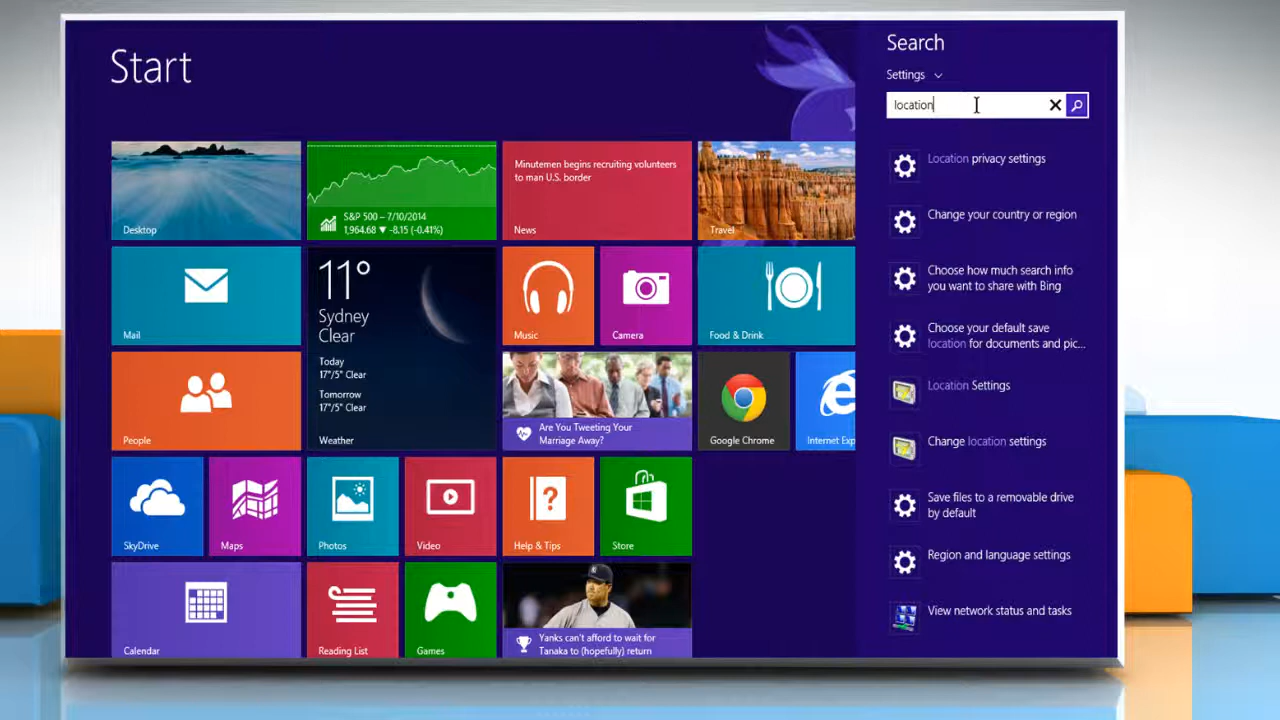 Start
Desktop
S&P 500 – 7/10/2014
1,964.68 ▼ -8.15 (-0.41%)
Minutemen begins recruiting volunteers
to man U.S. border
News
Travel
Mail
11°
Sydney
Clear
Today
17°/5° Clear
Tomorrow
17°/5° Clear
Weather
Music
Camera
Food & Drink
People
Are You Tweeting Your
Marriage Away?
Google Chrome
Internet Exp
SkyDrive
Maps
Photos
Video
Help & Tips
Store
Calendar
Reading List
Games
Yanks can't afford to wait for
Tanaka to (hopefully) return
Search
Settings
location
Location privacy settings
Change your country or region
Choose how much search info
you want to share with Bing
Choose your default save
location for documents and pic...
Location Settings
Change location settings
Save files to a removable drive
by default
Region and language settings
View network status and tasks